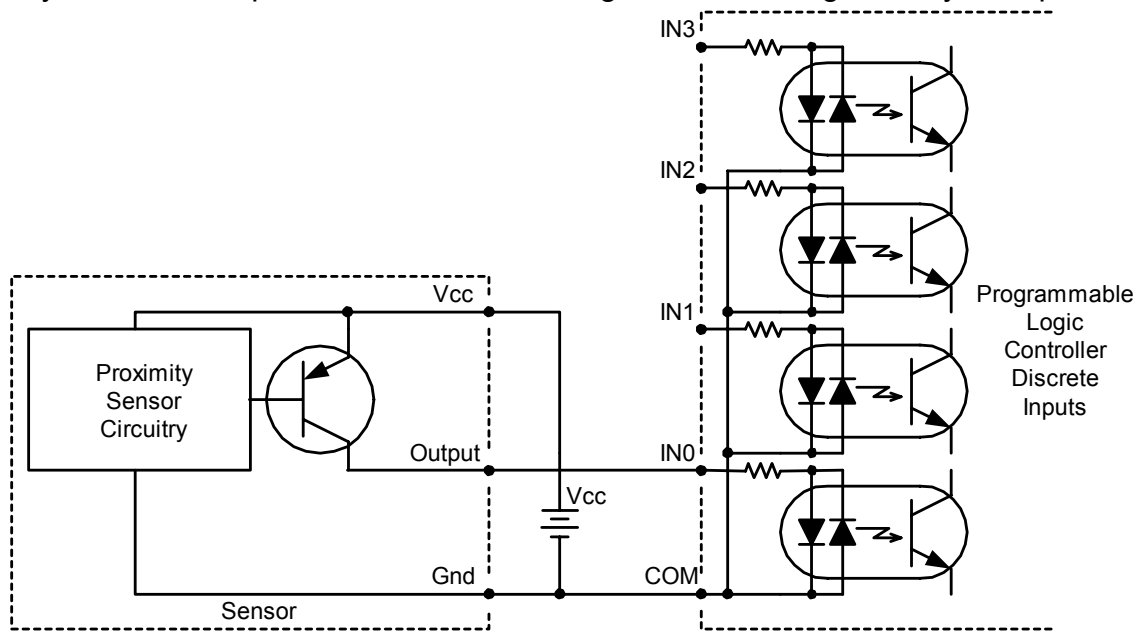 IN3
IN2
IN1
Programmable
Logic
Controller
Discrete
Inputs
Vcc
Proximity
Sensor
Circuitry
Output
IN0
Vcc
Gnd
COM
Sensor